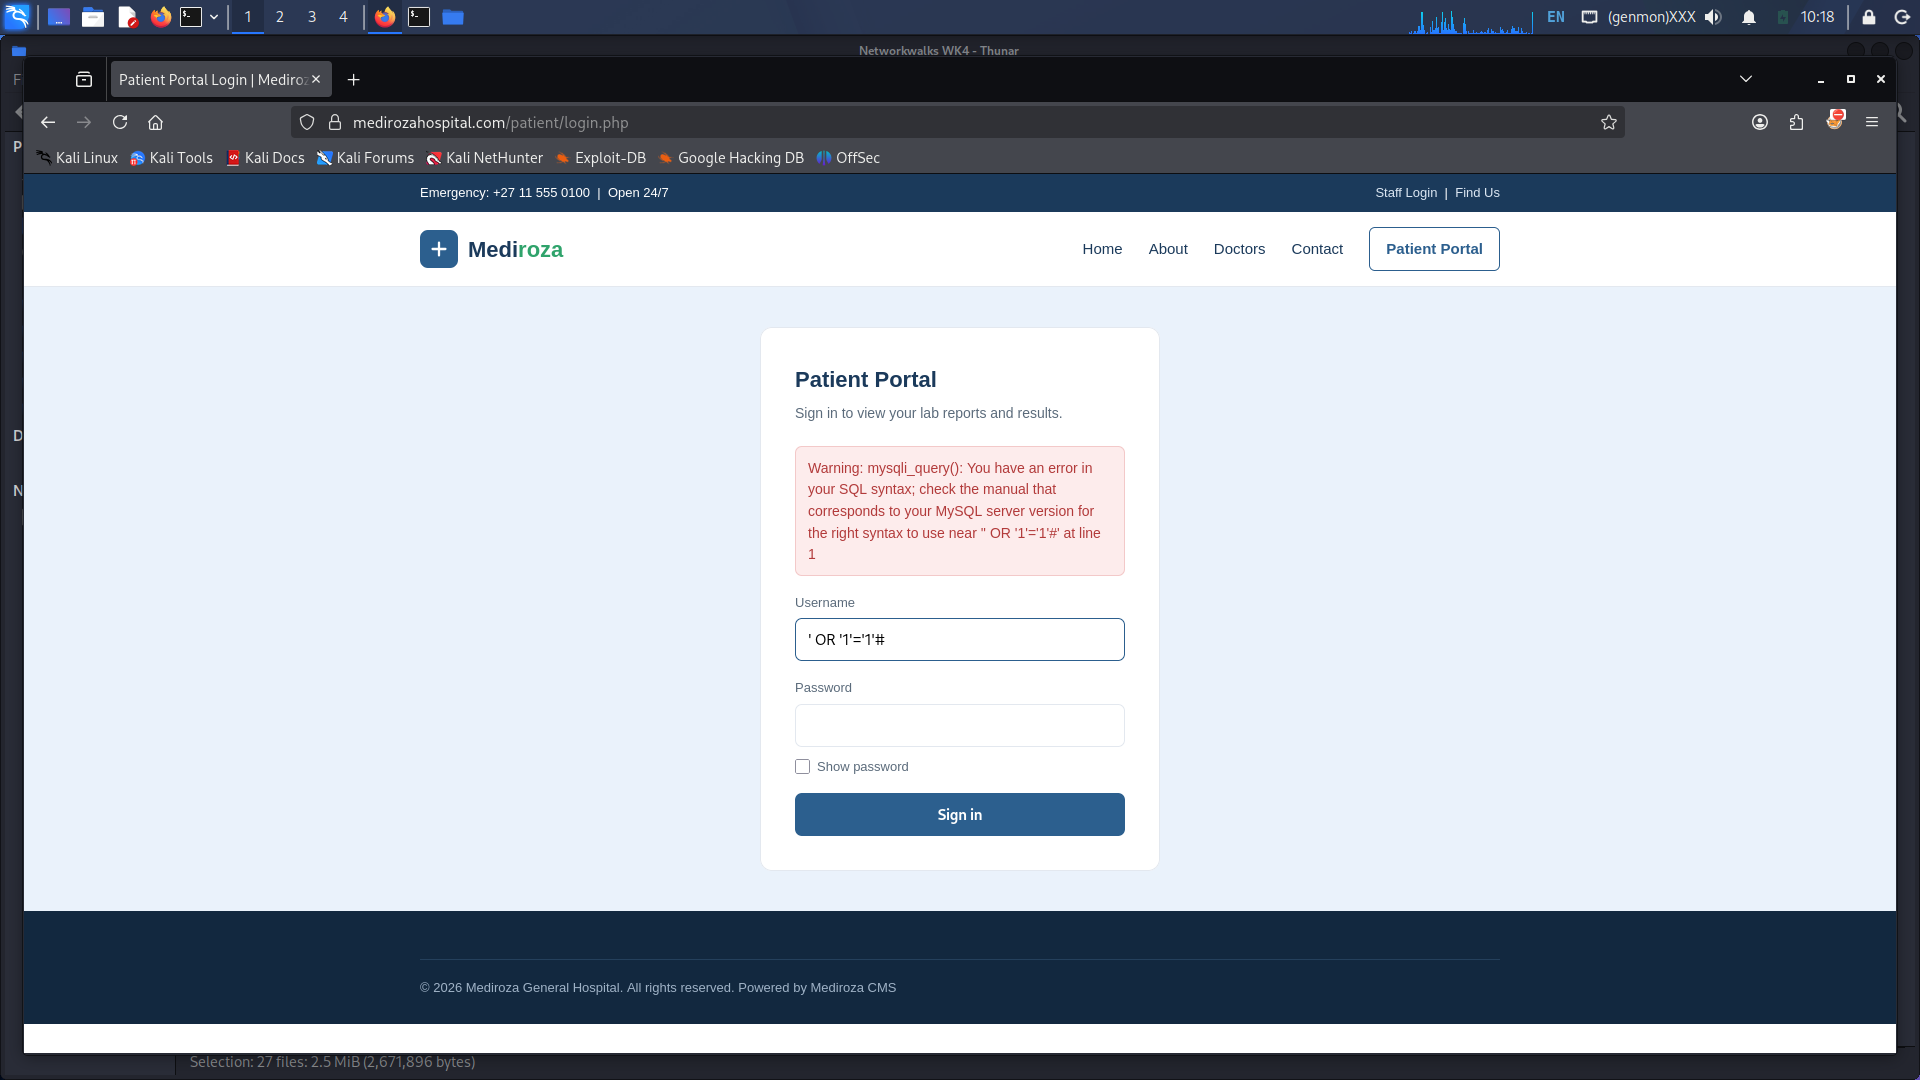 1
2
3
4
EN
(genmon)XXX
10:18
Networkwalks WK4 - Thunar
Patient Portal Login | Mediroz
medirozahospital.com/patient/login.php
Kali Linux
Kali Tools
Kali Docs
Kali Forums
Kali NetHunter
Exploit-DB
Google Hacking DB
OffSec
Emergency: +27 11 555 0100 | Open 24/7
Staff Login | Find Us
Mediroza
Home
About
Doctors
Contact
Patient Portal
Patient Portal
Sign in to view your lab reports and results.
Warning: mysqli_query(): You have an error in
your SQL syntax; check the manual that
corresponds to your MySQL server version for
the right syntax to use near '' OR '1'='1'#' at line
1
Username
' OR '1'='1'#
Password
Show password
Sign in
© 2026 Mediroza General Hospital. All rights reserved. Powered by Mediroza CMS
Selection: 27 files: 2.5 MiB (2,671,896 bytes)